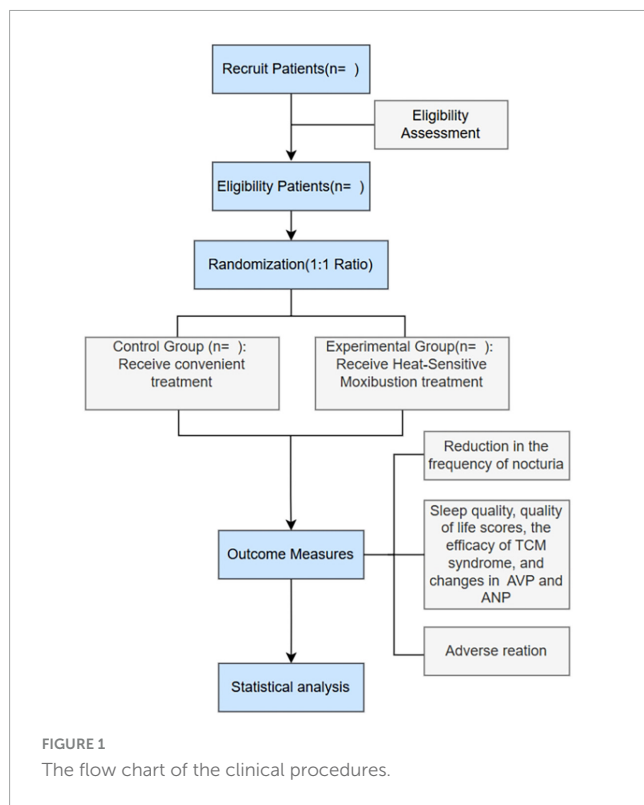 Recruit Patients(n=  )
Eligibility
Assessment
Eligibility Patients(n=  )
Randomization(1:1 Ratio)
Control Group (n=  ):
Receive convenient
treatment
Experimental Group(n=  ):
Receive Heat-Sensitive
Moxibustion treatment
Reduction in the
frequency of nocturia
Sleep quality, quality
of life scores, the
efficacy of TCM
syndrome, and
changes in  AVP and
ANP
Outcome Measures
Adverse reation
Statistical analysis
FIGURE 1
The flow chart of the clinical procedures.